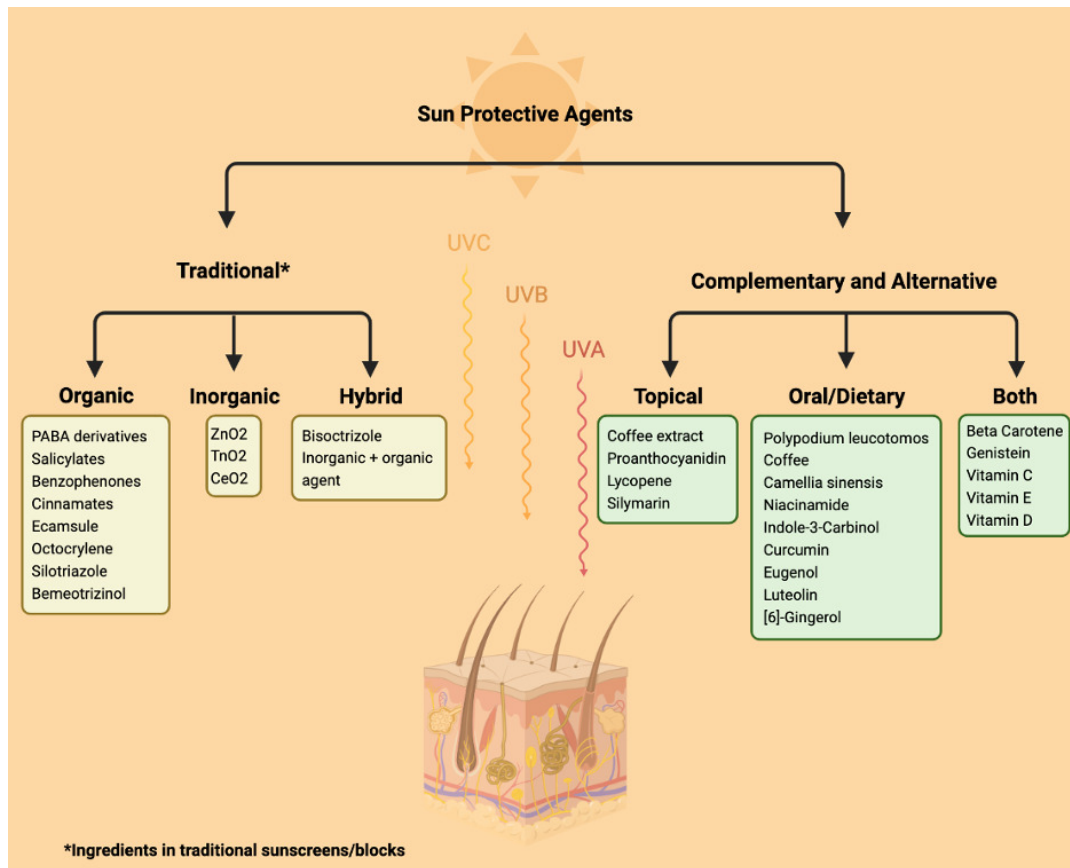 Sun Protective Agents
Traditional*
Organic
PABA derivatives
Salicylates
Benzophenones
Cinnamates
Ecamsule
Octocrylene
Silotriazole
Bemeotrizinol
Inorganic
ZnO2
TnO2
CeO2
Hybrid
Bisoctrizole
Inorganic + organic
agent
UVC
UVB
UVA
Complementary and Alternative
Topical
Coffee extract
Proanthocyanidin
Lycopene
Silymarin
Oral/Dietary
Polypodium leucotomos
Coffee
Camellia sinensis
Niacinamide
Indole-3-Carbinol
Curcumin
Eugenol
Luteolin
[6]-Gingerol
Both
Beta Carotene
Genistein
Vitamin C
Vitamin E
Vitamin D
*Ingredients in traditional sunscreens/blocks